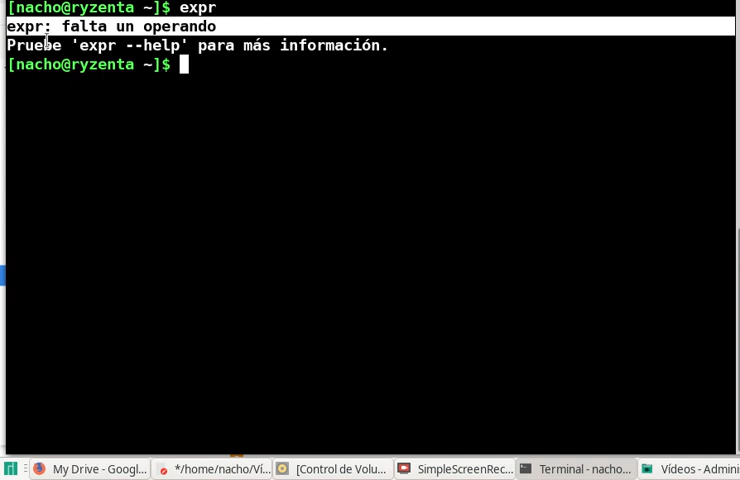 [nacho@ryzenta ~]$ expr
expr: falta un operando
Pruebe 'expr --help' para más información.
[nacho@ryzenta ~]$
My Drive - Googl... */home/nacho/Ví... [Control de Volu... SimpleScreenRec... Terminal - nacho... Vídeos - Admini